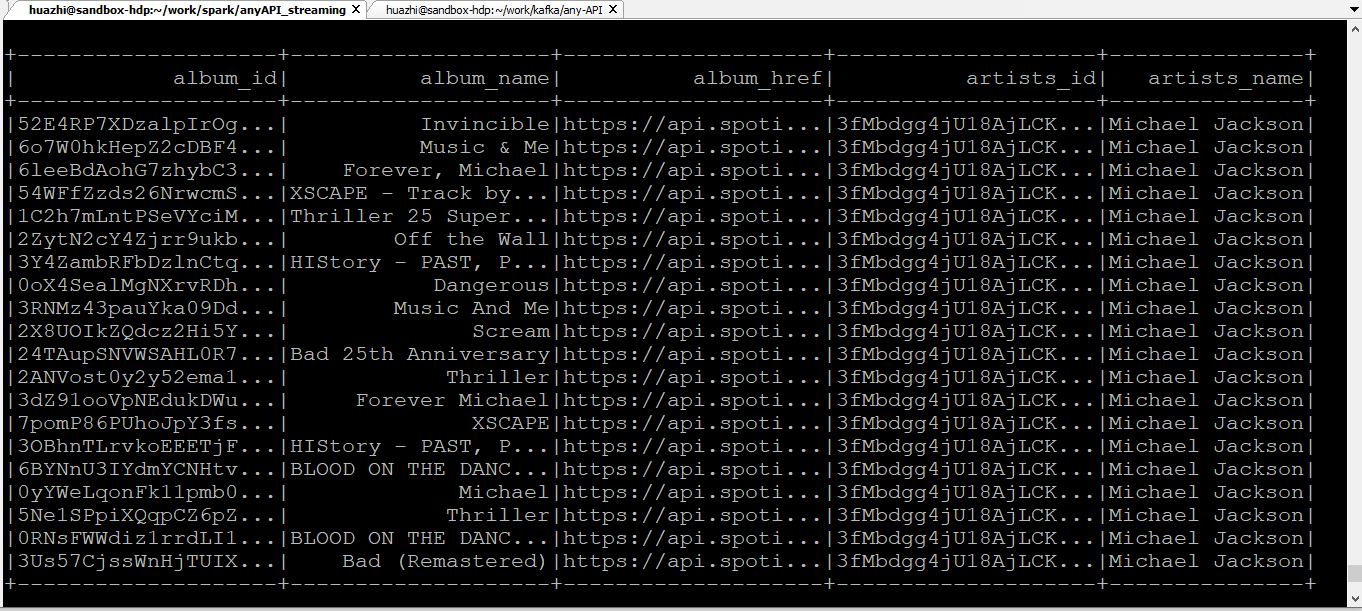 huazhi@sandbox-hdp:~/work/spark/anyAPI_streaming X huazhi@sandbox-hdp:~/work/kafka/any-API X
+--------------------+--------------------+--------------------+--------------------+---------------+
|            album_id|          album_name|          album_href|          artists_id|   artists_name|
+--------------------+--------------------+--------------------+--------------------+---------------+
|52E4RP7XDzalpIrOg...|          Invincible|https://api.spoti...|3fMbdgg4jU18AjLCK...|Michael Jackson|
|6o7W0hkHepZ2cDBF4...|          Music & Me|https://api.spoti...|3fMbdgg4jU18AjLCK...|Michael Jackson|
|6leeBdAohG7zhybC3...|    Forever, Michael|https://api.spoti...|3fMbdgg4jU18AjLCK...|Michael Jackson|
|54WFfZzds26NrwcmS...|XSCAPE - Track by...|https://api.spoti...|3fMbdgg4jU18AjLCK...|Michael Jackson|
|1C2h7mLntPSeVYciM...|Thriller 25 Super...|https://api.spoti...|3fMbdgg4jU18AjLCK...|Michael Jackson|
|2ZytN2cY4Zjrr9ukb...|        Off the Wall|https://api.spoti...|3fMbdgg4jU18AjLCK...|Michael Jackson|
|3Y4ZambRFbDzlnCtq...|HIStory - PAST, P...|https://api.spoti...|3fMbdgg4jU18AjLCK...|Michael Jackson|
|0oX4SealMgNXrvRDh...|           Dangerous|https://api.spoti...|3fMbdgg4jU18AjLCK...|Michael Jackson|
|3RNMz43pauYka09Dd...|        Music And Me|https://api.spoti...|3fMbdgg4jU18AjLCK...|Michael Jackson|
|2X8UOIkZQdcz2Hi5Y...|              Scream|https://api.spoti...|3fMbdgg4jU18AjLCK...|Michael Jackson|
|24TAupSNVWSAHL0R7...|Bad 25th Anniversary|https://api.spoti...|3fMbdgg4jU18AjLCK...|Michael Jackson|
|2ANVost0y2y52ema1...|            Thriller|https://api.spoti...|3fMbdgg4jU18AjLCK...|Michael Jackson|
|3dZ91ooVpNEdukDWu...|     Forever Michael|https://api.spoti...|3fMbdgg4jU18AjLCK...|Michael Jackson|
|7pomP86PUhoJpY3fs...|              XSCAPE|https://api.spoti...|3fMbdgg4jU18AjLCK...|Michael Jackson|
|3OBhnTLrvkoEEETjF...|HIStory - PAST, P...|https://api.spoti...|3fMbdgg4jU18AjLCK...|Michael Jackson|
|6BYNnU3IYdmYCNHtv...|BLOOD ON THE DANC...|https://api.spoti...|3fMbdgg4jU18AjLCK...|Michael Jackson|
|0yYWeLqonFk11pmb0...|             Michael|https://api.spoti...|3fMbdgg4jU18AjLCK...|Michael Jackson|
|5Ne1SPpiXQqpCZ6pZ...|            Thriller|https://api.spoti...|3fMbdgg4jU18AjLCK...|Michael Jackson|
|0RNsFWWdiz1rrdLI1...|BLOOD ON THE DANC...|https://api.spoti...|3fMbdgg4jU18AjLCK...|Michael Jackson|
|3Us57CjssWnHjTUIX...|    Bad (Remastered)|https://api.spoti...|3fMbdgg4jU18AjLCK...|Michael Jackson|
+--------------------+--------------------+--------------------+--------------------+---------------+